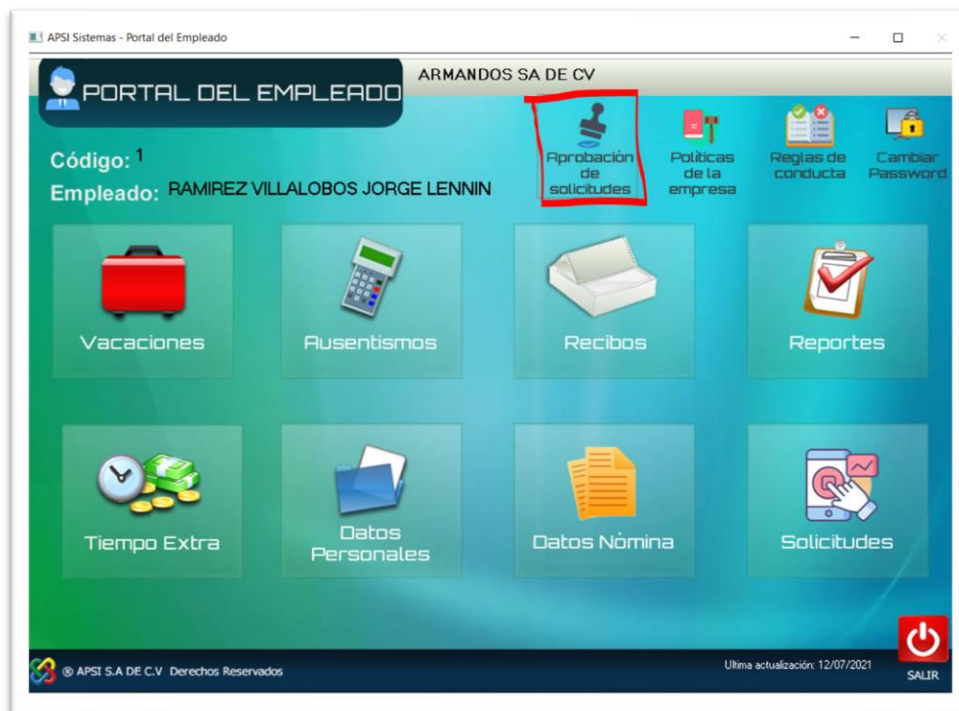 APSI Sistemas - Portal del Empleado
ARMANDOS SA DE CV
PORTAL DEL EMPLEADO
Código: 1
Empleado: RAMIREZ VILLALOBOS JORGE LENNIN
Aprobación
de
solicitudes
Políticas
de la
empresa
Reglas de
conducta
Cambiar
Password
Vacaciones
Ausentismos
Recibos
Reportes
Tiempo Extra
Datos
Personales
Datos Nómina
Solicitudes
® APSI S.A DE C.V Derechos Reservados
Ultima actualización: 12/07/2021
SALIR